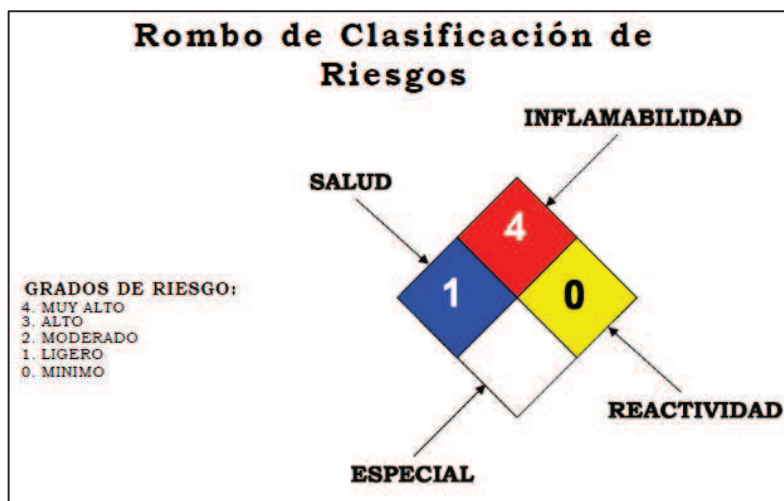 Rombo de Clasificación de
Riesgos
INFLAMABILIDAD
SALUD
4
1
0
GRADOS DE RIESGO:
4. MUY ALTO
3. ALTO
2. MODERADO
1. LIGERO
0. MINIMO
REACTIVIDAD
ESPECIAL